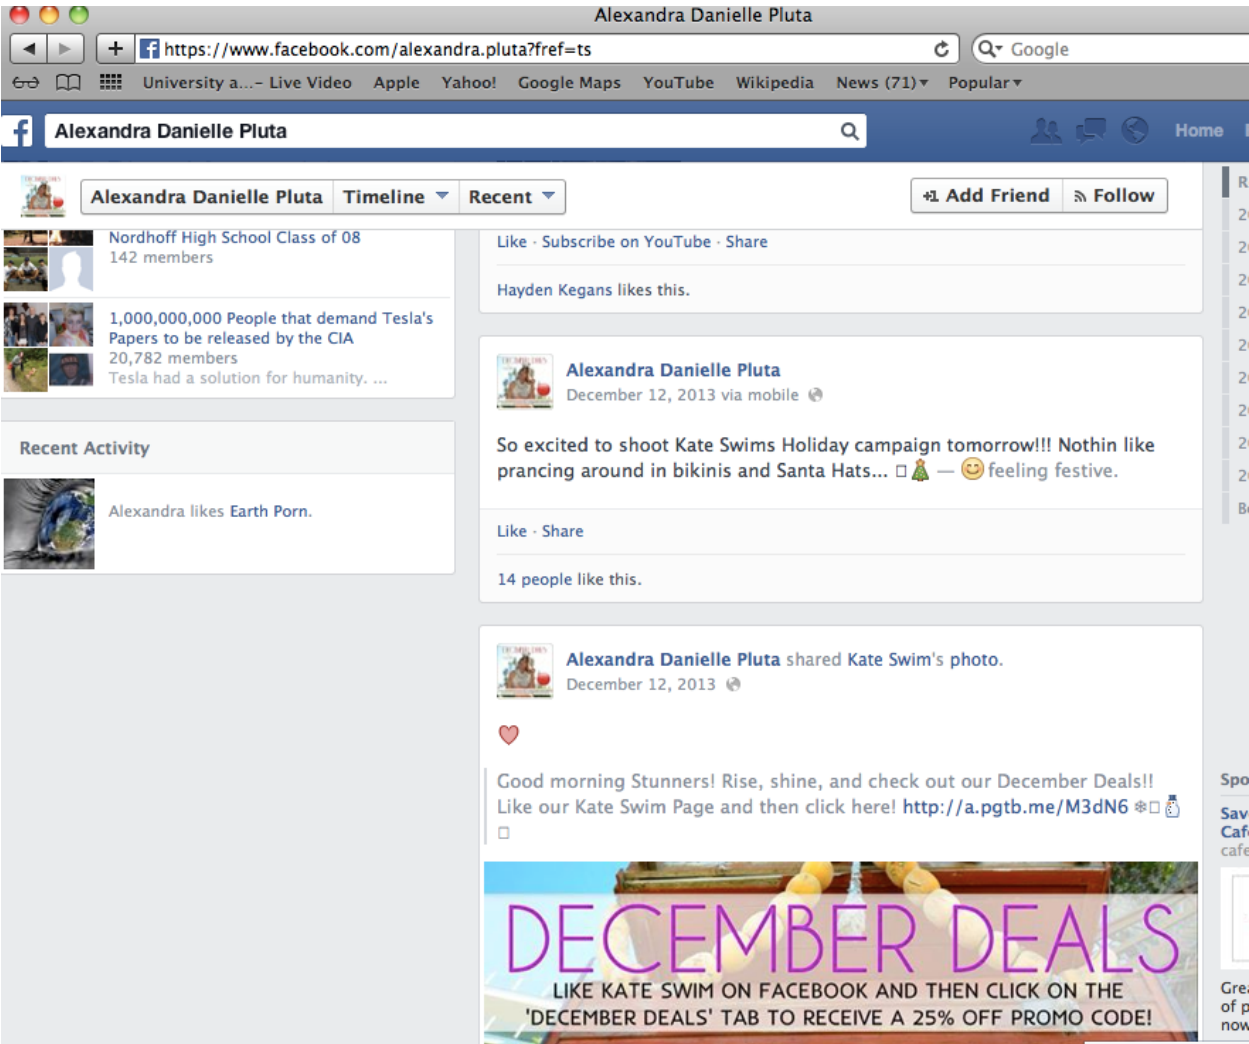 Alexandra Danielle Pluta
https://www.facebook.com/alexandra.pluta?fref=ts
Google
University a...– Live Video Apple Yahoo! Google Maps YouTube Wikipedia News (71) Popular
Alexandra Danielle Pluta
Home
Alexandra Danielle Pluta Timeline Recent
+1 Add Friend Follow
Nordhoff High School Class of 08
142 members
1,000,000,000 People that demand Tesla's
Papers to be released by the CIA
20,782 members
Tesla had a solution for humanity. ...
Recent Activity
Alexandra likes Earth Porn.
Like · Subscribe on YouTube · Share
Hayden Kegans likes this.
Alexandra Danielle Pluta
December 12, 2013 via mobile
So excited to shoot Kate Swims Holiday campaign tomorrow!!! Nothin like
prancing around in bikinis and Santa Hats... □🎄 — 😊 feeling festive.
Like · Share
14 people like this.
Alexandra Danielle Pluta shared Kate Swim's photo.
December 12, 2013
Good morning Stunners! Rise, shine, and check out our December Deals!!
Like our Kate Swim Page and then click here! http://a.pgtb.me/M3dN6 ❄□⛄
□
DECEMBER DEALS
LIKE KATE SWIM ON FACEBOOK AND THEN CLICK ON THE
'DECEMBER DEALS' TAB TO RECEIVE A 25% OFF PROMO CODE!